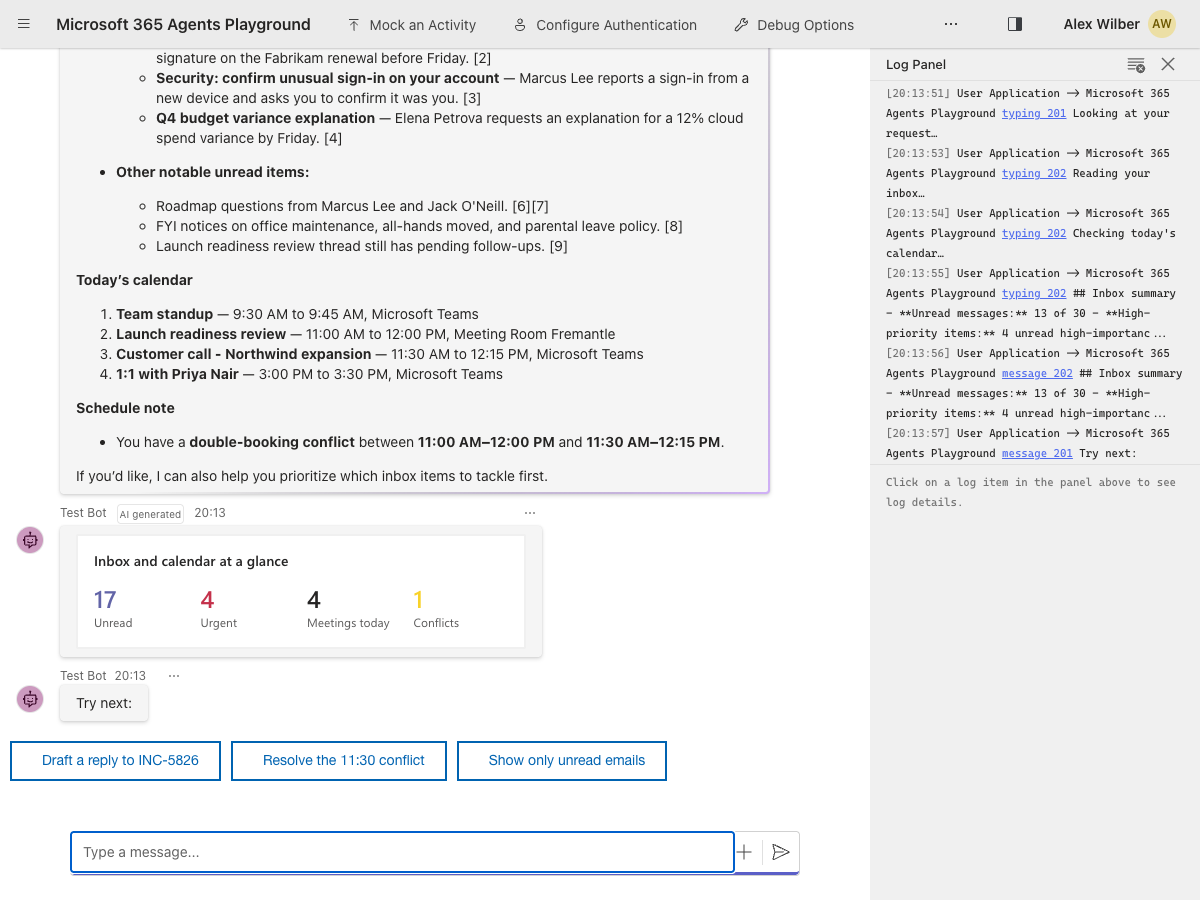 Microsoft 365 Agents Playground
Mock an Activity
Configure Authentication
Debug Options
...
Alex Wilber
AW
signature on the Fabrikam renewal before Friday. [2]
Security: confirm unusual sign-in on your account — Marcus Lee reports a sign-in from a
new device and asks you to confirm it was you. [3]
Q4 budget variance explanation — Elena Petrova requests an explanation for a 12% cloud
spend variance by Friday. [4]
Other notable unread items:
Roadmap questions from Marcus Lee and Jack O'Neill. [6][7]
FYI notices on office maintenance, all-hands moved, and parental leave policy. [8]
Launch readiness review thread still has pending follow-ups. [9]
Today's calendar
1. Team standup — 9:30 AM to 9:45 AM, Microsoft Teams
2. Launch readiness review — 11:00 AM to 12:00 PM, Meeting Room Fremantle
3. Customer call - Northwind expansion — 11:30 AM to 12:15 PM, Microsoft Teams
4. 1:1 with Priya Nair — 3:00 PM to 3:30 PM, Microsoft Teams
Schedule note
You have a double-booking conflict between 11:00 AM–12:00 PM and 11:30 AM–12:15 PM.
If you'd like, I can also help you prioritize which inbox items to tackle first.
Test Bot AI generated 20:13 ...
Inbox and calendar at a glance
17 4 4 1
Unread Urgent Meetings today Conflicts
Test Bot 20:13 ...
Try next:
Draft a reply to INC-5826
Resolve the 11:30 conflict
Show only unread emails
Type a message...
Log Panel
[20:13:51] User Application → Microsoft 365
Agents Playground typing 201 Looking at your
request…
[20:13:53] User Application → Microsoft 365
Agents Playground typing 202 Reading your
inbox…
[20:13:54] User Application → Microsoft 365
Agents Playground typing 202 Checking today's
calendar…
[20:13:55] User Application → Microsoft 365
Agents Playground typing 202 ## Inbox summary
- **Unread messages:** 13 of 30 - **High-
priority items:** 4 unread high-importanc...
[20:13:56] User Application → Microsoft 365
Agents Playground message 202 ## Inbox summary
- **Unread messages:** 13 of 30 - **High-
priority items:** 4 unread high-importanc...
[20:13:57] User Application → Microsoft 365
Agents Playground message 201 Try next:
Click on a log item in the panel above to see
log details.